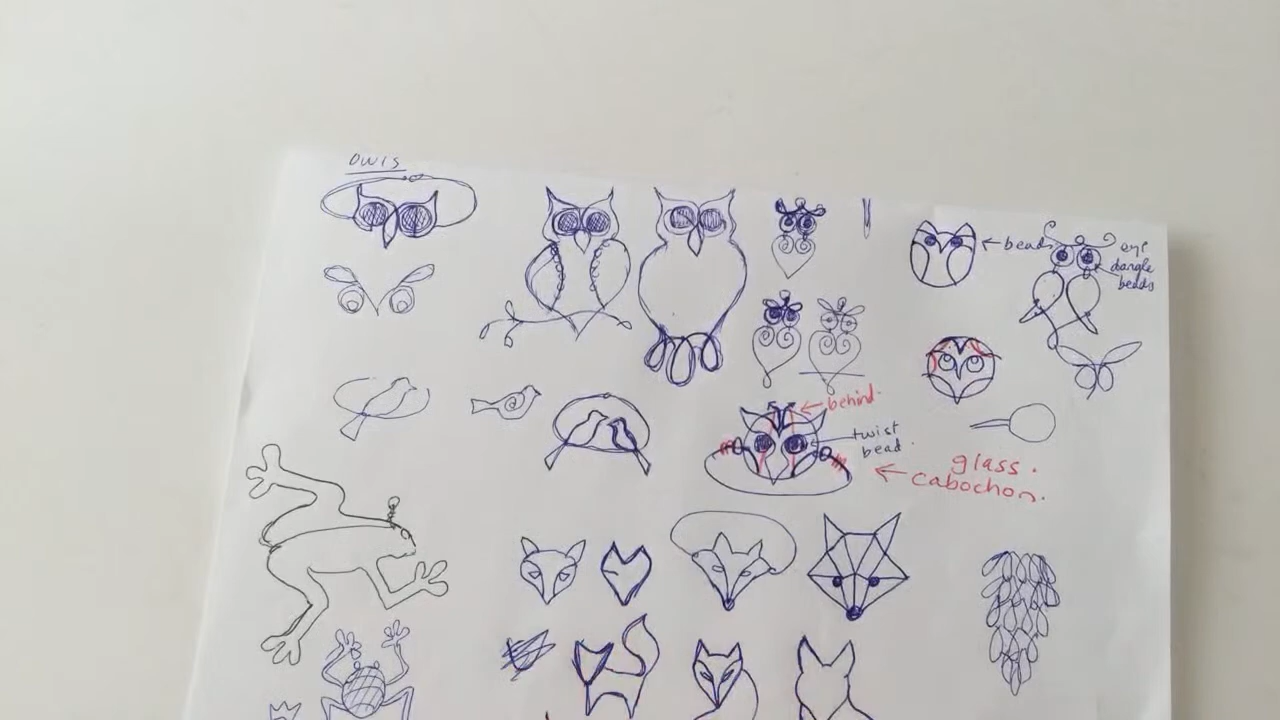 owls
← bead
eye
dangle
beads
← behind.
twist
bead.
glass.
← cabochon.